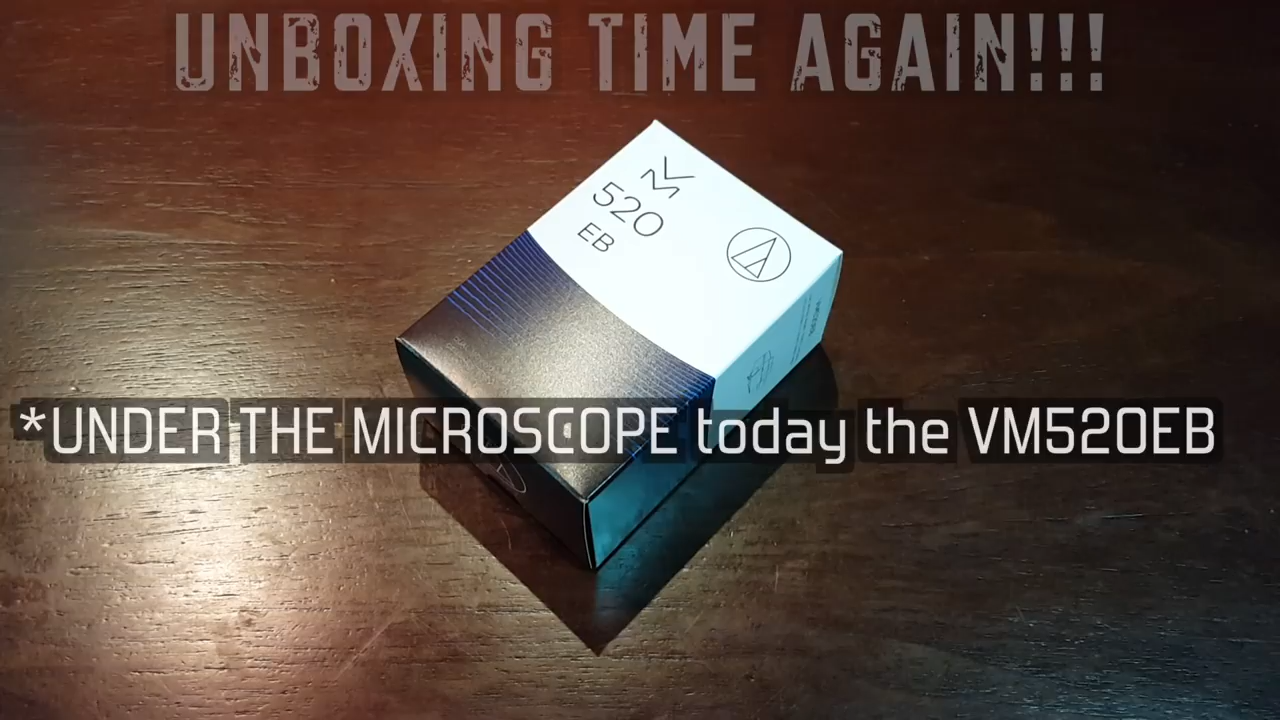 UNBOXING TIME AGAIN!!!
VM
520
EB
*UNDER THE MICROSCOPE today the VM520EB